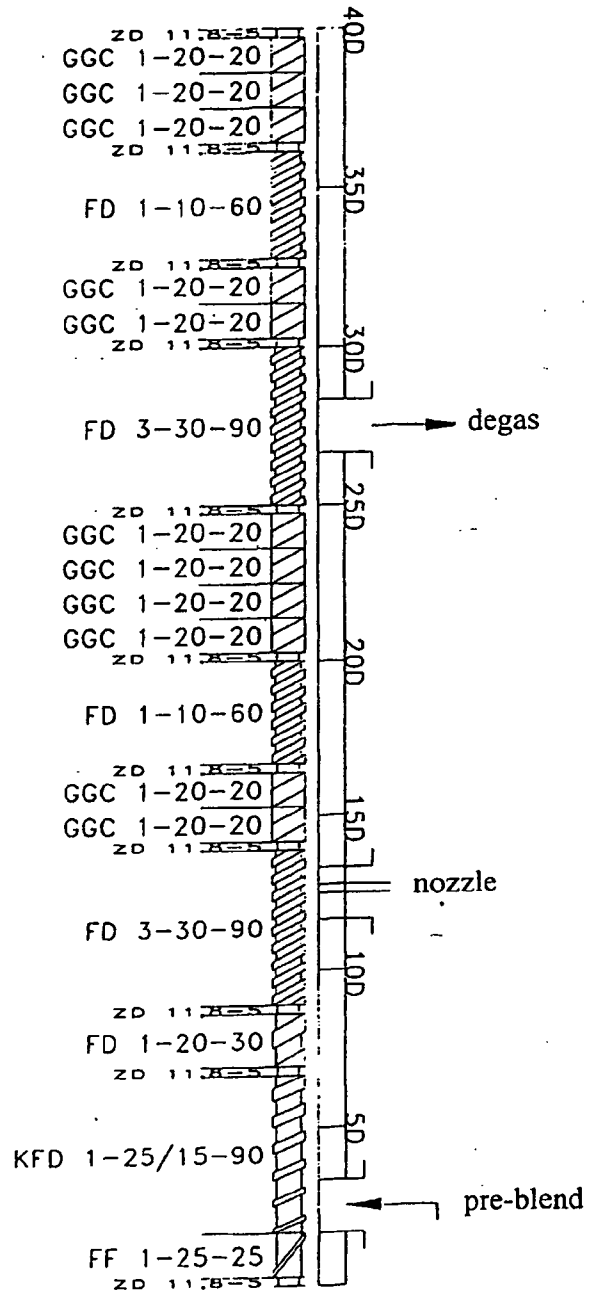 ZD 11.8-5
40D
GGC 1-20-20
GGC 1-20-20
GGC 1-20-20
ZD 11.8-5
35D
FD 1-10-60
ZD 11.8-5
GGC 1-20-20
GGC 1-20-20
ZD 11.8-5
30D
FD 3-30-90
degas
ZD 11.8-5
25D
GGC 1-20-20
GGC 1-20-20
GGC 1-20-20
GGC 1-20-20
ZD 11.8-5
20D
FD 1-10-60
ZD 11.8-5
GGC 1-20-20
GGC 1-20-20
15D
ZD 11.8-5
nozzle
FD 3-30-90
10D
ZD 11.8-5
FD 1-20-30
ZD 11.8-5
5D
KFD 1-25/15-90
pre-blend
FF 1-25-25
ZD 11.8-5